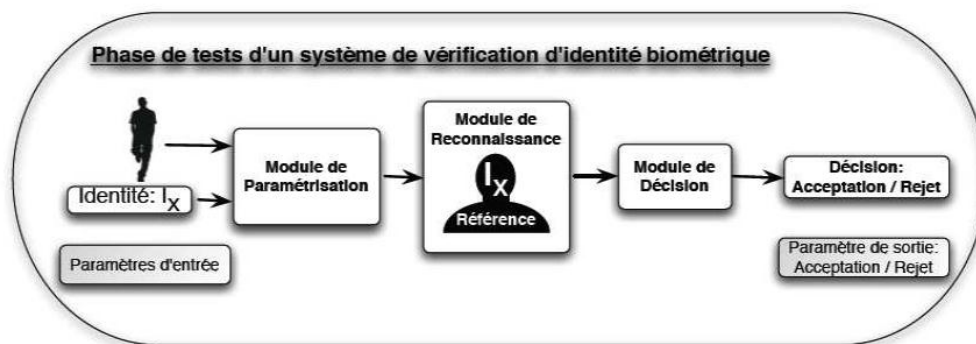 Phase de tests d'un système de vérification d'identité biométrique
Identité: IX
Paramètres d'entrée
Module de
Paramétrisation
Module de
Reconnaissance
IX
Référence
Module de
Décision
Décision:
Acceptation / Rejet
Paramètre de sortie:
Acceptation / Rejet